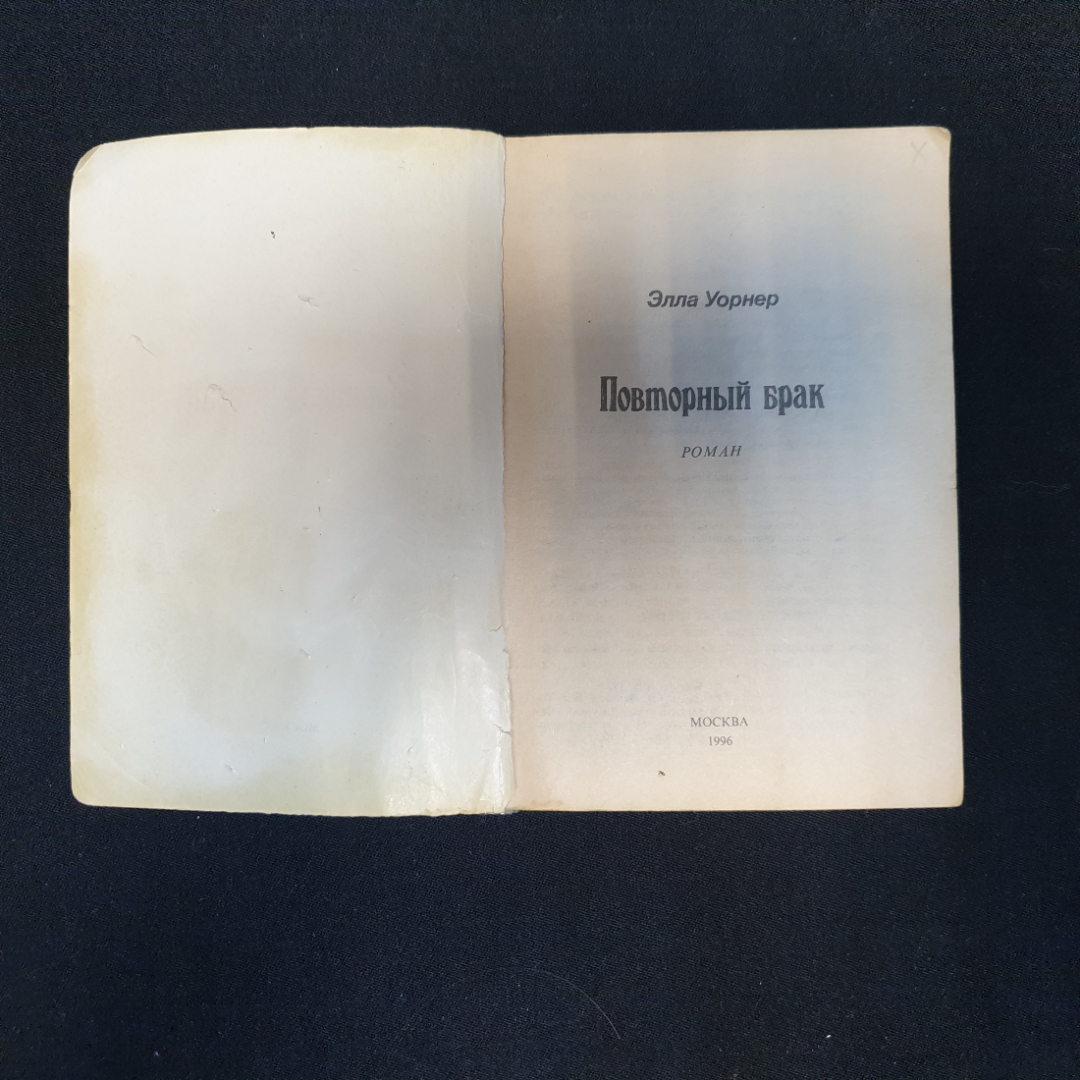 Элла Уорнер
Повторный брак
РОМАН
МОСКВА
1996